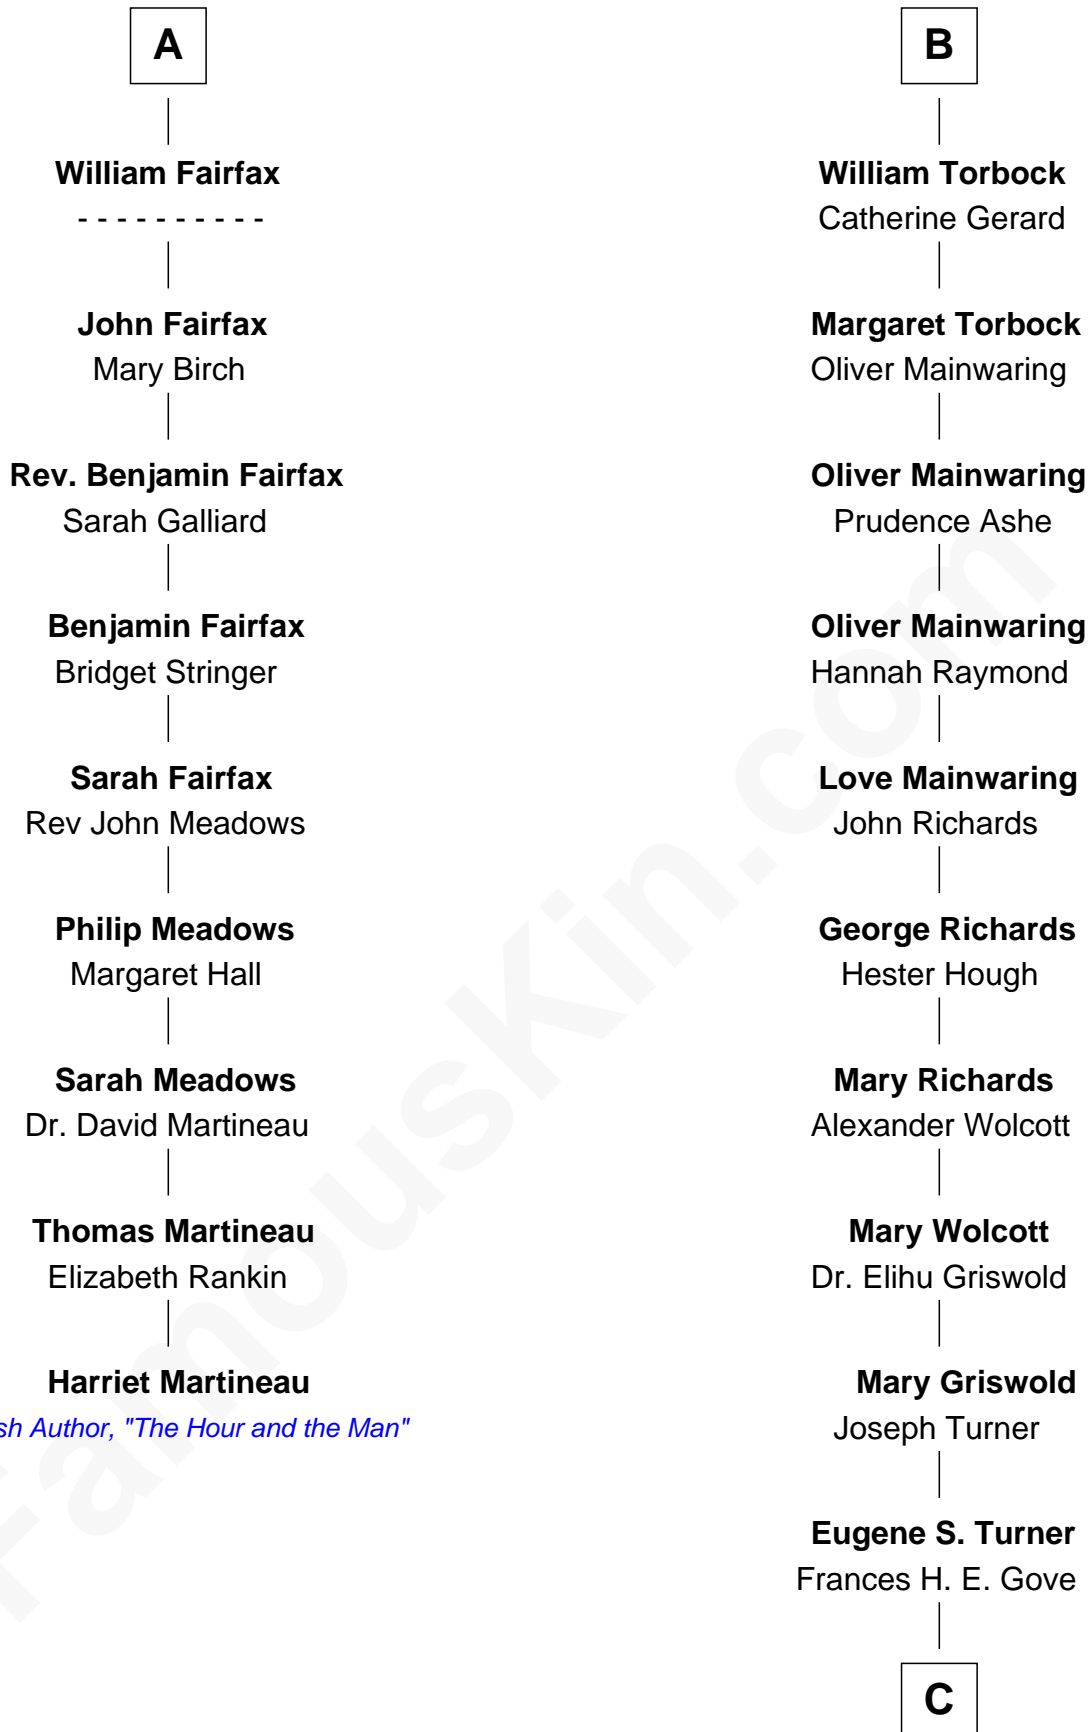 A
William Fairfax
- - - - - - - - - -
John Fairfax
Mary Birch
Rev. Benjamin Fairfax
Sarah Galliard
Benjamin Fairfax
Bridget Stringer
Sarah Fairfax
Rev John Meadows
Philip Meadows
Margaret Hall
Sarah Meadows
Dr. David Martineau
Thomas Martineau
Elizabeth Rankin
Harriet Martineau
sh Author, "The Hour and the Man"
B
William Torbock
Catherine Gerard
Margaret Torbock
Oliver Mainwaring
Oliver Mainwaring
Prudence Ashe
Oliver Mainwaring
Hannah Raymond
Love Mainwaring
John Richards
George Richards
Hester Hough
Mary Richards
Alexander Wolcott
Mary Wolcott
Dr. Elihu Griswold
Mary Griswold
Joseph Turner
Eugene S. Turner
Frances H. E. Gove
C
FamousKin.com